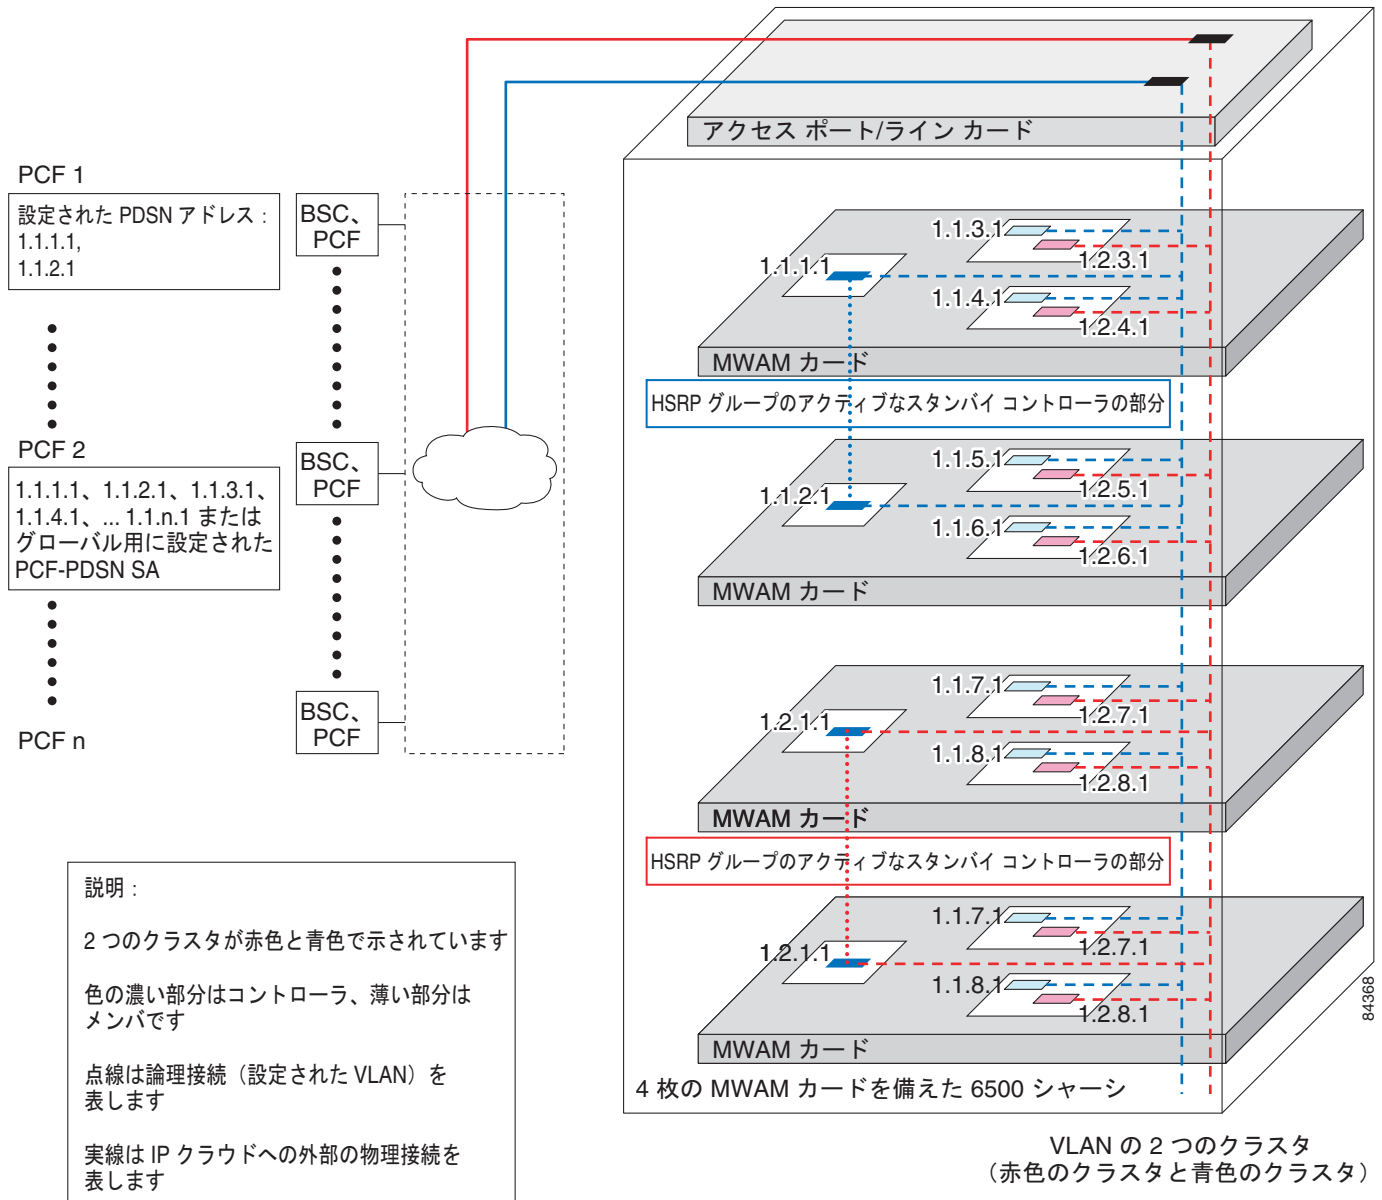 アクセス ポート/ライン カード
PCF 1
設定された PDSN アドレス：
1.1.1.1,
1.1.2.1
BSC、
PCF
PCF 2
1.1.1.1、1.1.2.1、1.1.3.1、
1.1.4.1、... 1.1.n.1 または
グローバル用に設定された
PCF-PDSN SA
BSC、
PCF
PCF n
BSC、
PCF
1.1.1.1
1.1.3.1
1.2.3.1
1.1.4.1
1.2.4.1
MWAM カード
HSRP グループのアクティブなスタンバイ コントローラの部分
1.1.2.1
1.1.5.1
1.2.5.1
1.1.6.1
1.2.6.1
MWAM カード
1.2.1.1
1.1.7.1
1.2.7.1
1.1.8.1
1.2.8.1
MWAM カード
HSRP グループのアクティブなスタンバイ コントローラの部分
1.2.1.1
1.1.7.1
1.2.7.1
1.1.8.1
1.2.8.1
MWAM カード
4 枚の MWAM カードを備えた 6500 シャーシ
84368
VLAN の 2 つのクラスタ
（赤色のクラスタと青色のクラスタ）
説明：
2 つのクラスタが赤色と青色で示されています
色の濃い部分はコントローラ、薄い部分は
メンバです
点線は論理接続（設定された VLAN）を
表します
実線は IP クラウドへの外部の物理接続を
表します